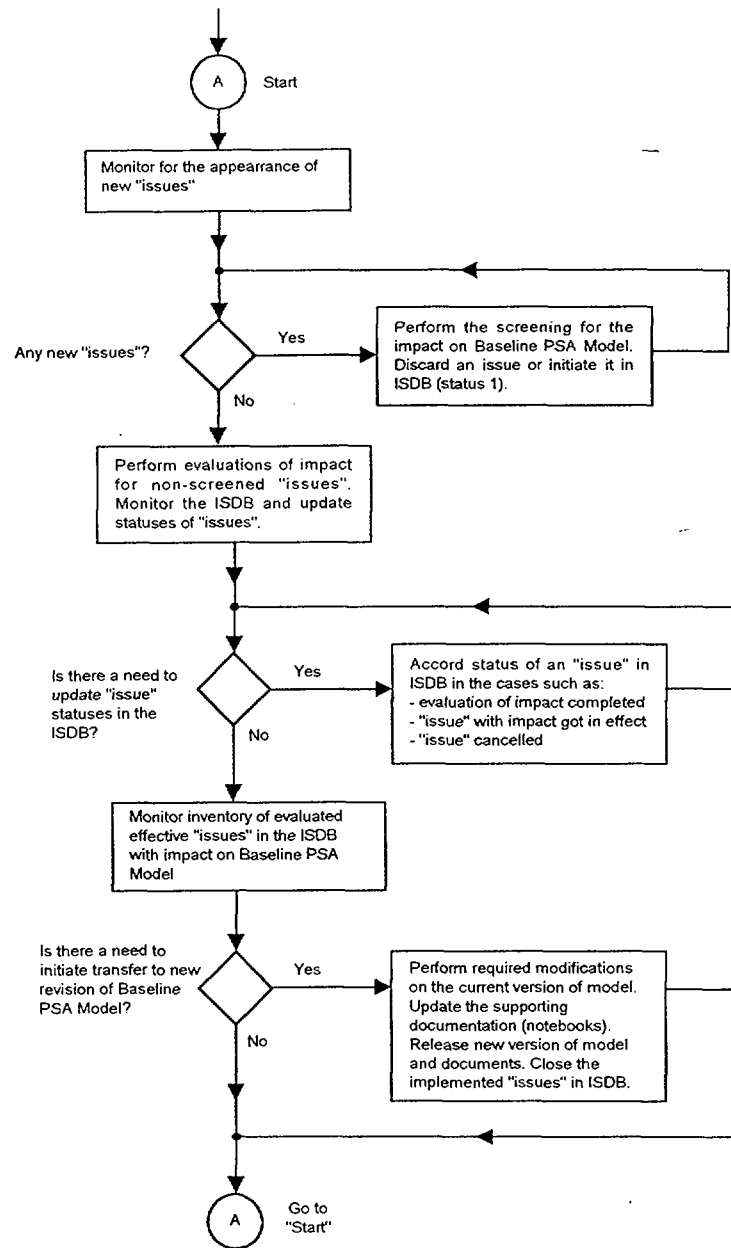 A
Start
Monitor for the appearrance of
new "issues"
Any new "issues"?
Yes
Perform the screening for the
impact on Baseline PSA Model.
Discard an issue or initiate it in
ISDB (status 1).
No
Perform evaluations of impact
for non-screened "issues".
Monitor the ISDB and update
statuses of "issues".
Is there a need to
update "issue"
statuses in the
ISDB?
Yes
Accord status of an "issue" in
ISDB in the cases such as:
- evaluation of impact completed
- "issue" with impact got in effect
- "issue" cancelled
No
Monitor inventory of evaluated
effective "issues" in the ISDB
with impact on Baseline PSA
Model
Is there a need to
initiate transfer to new
revision of Baseline
PSA Model?
Yes
Perform required modifications
on the current version of model.
Update the supporting
documentation (notebooks).
Release new version of model
and documents. Close the
implemented "issues" in ISDB.
No
A
Go to
"Start"